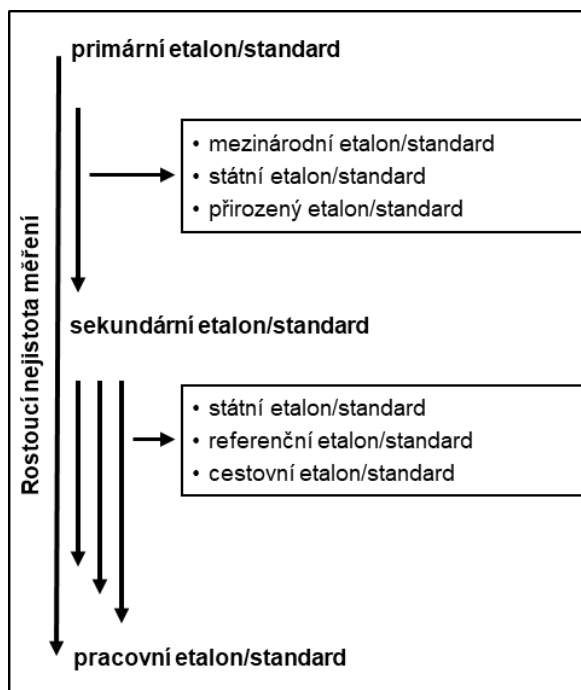 primární etalon/standard
• mezinárodní etalon/standard
• státní etalon/standard
• přirozený etalon/standard
Rostoucí nejistota měření
sekundární etalon/standard
• státní etalon/standard
• referenční etalon/standard
• cestovní etalon/standard
pracovní etalon/standard